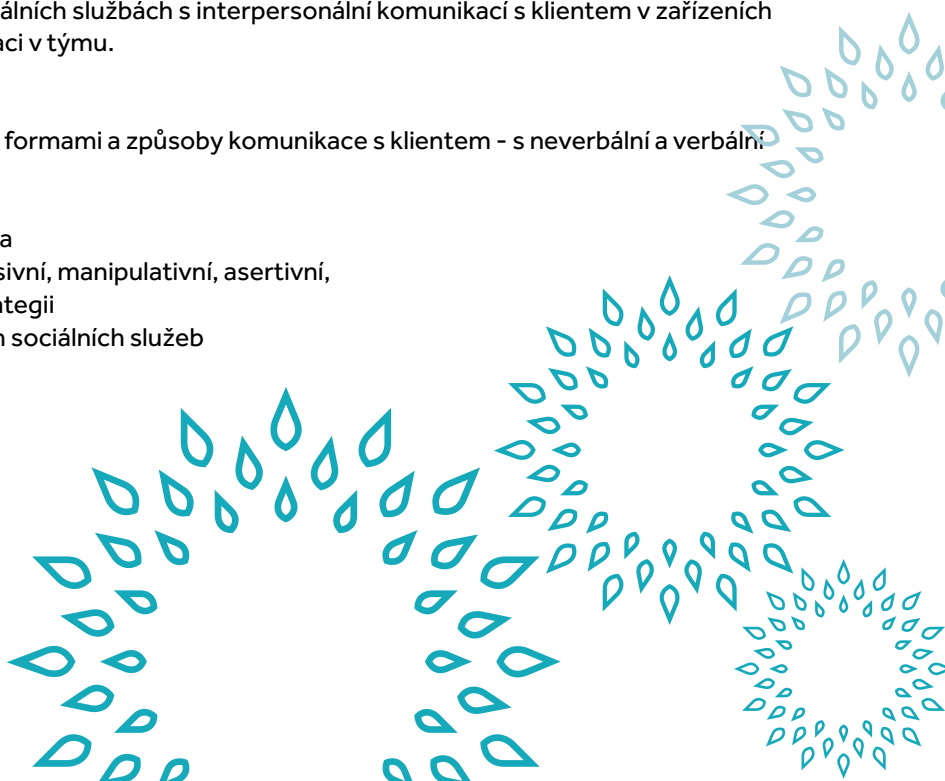 álních službách s interpersonální komunikací s klientem v zařízeních
aci v týmu.
formami a způsoby komunikace s klientem - s neverbální a verbální
a
sivní, manipulativní, asertivní,
ategii
sociálních služeb